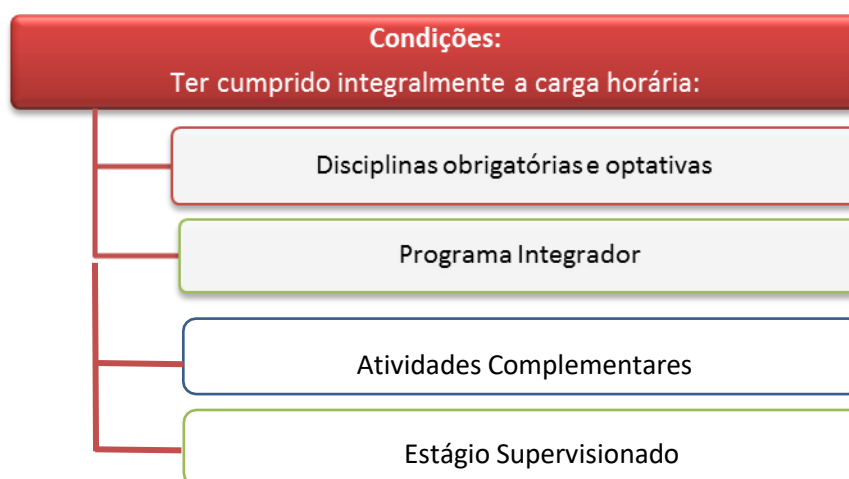 Condições:
Ter cumprido integralmente a carga horária:
Disciplinas obrigatórias e optativas
Programa Integrador
Atividades Complementares
Estágio Supervisionado